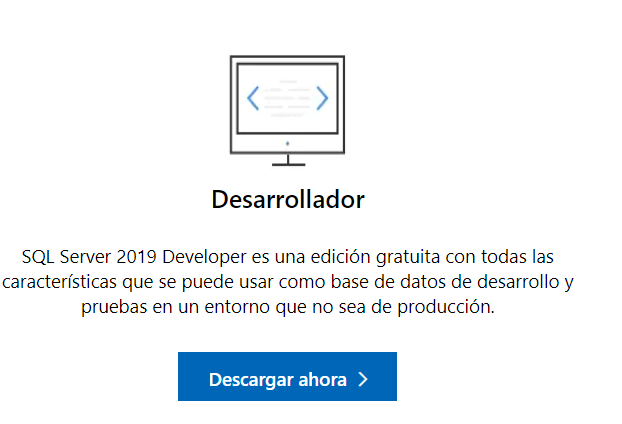 Desarrollador
SQL Server 2019 Developer es una edición gratuita con todas las
características que se puede usar como base de datos de desarrollo y
pruebas en un entorno que no sea de producción.
Descargar ahora